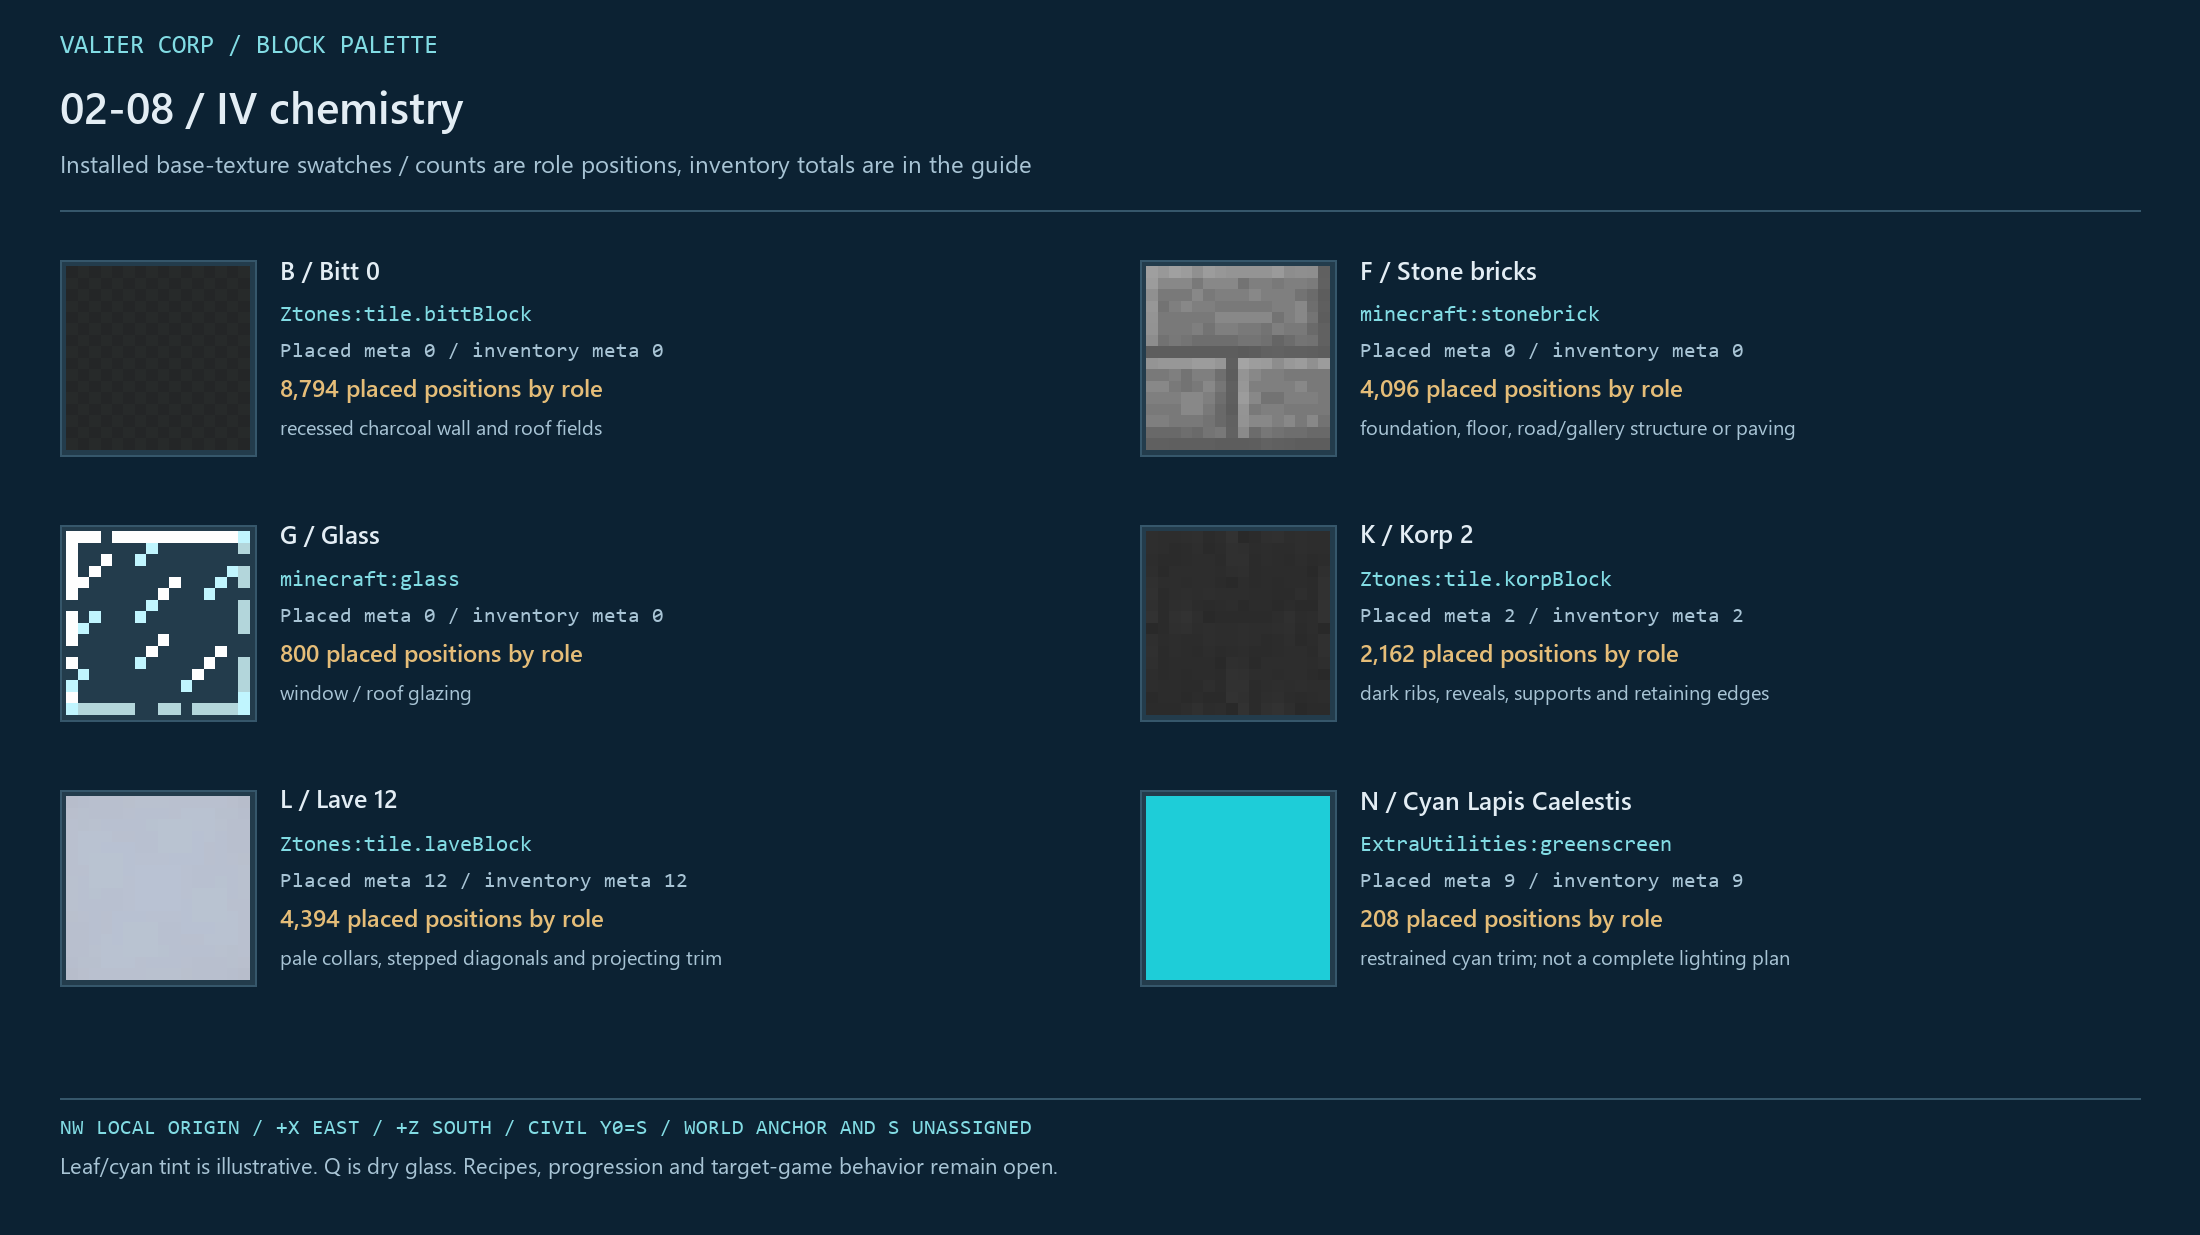 VALIER CORP / BLOCK PALETTE
02-08 / IV chemistry
Installed base-texture swatches / counts are role positions, inventory totals are in the guide
B / Bitt 0
Ztones:tile.bittBlock
Placed meta 0 / inventory meta 0
8,794 placed positions by role
recessed charcoal wall and roof fields
F / Stone bricks
minecraft:stonebrick
Placed meta 0 / inventory meta 0
4,096 placed positions by role
foundation, floor, road/gallery structure or paving
G / Glass
minecraft:glass
Placed meta 0 / inventory meta 0
800 placed positions by role
window / roof glazing
K / Korp 2
Ztones:tile.korpBlock
Placed meta 2 / inventory meta 2
2,162 placed positions by role
dark ribs, reveals, supports and retaining edges
L / Lave 12
Ztones:tile.laveBlock
Placed meta 12 / inventory meta 12
4,394 placed positions by role
pale collars, stepped diagonals and projecting trim
N / Cyan Lapis Caelestis
ExtraUtilities:greenscreen
Placed meta 9 / inventory meta 9
208 placed positions by role
restrained cyan trim; not a complete lighting plan
NW LOCAL ORIGIN / +X EAST / +Z SOUTH / CIVIL Y0=S / WORLD ANCHOR AND S UNASSIGNED
Leaf/cyan tint is illustrative. Q is dry glass. Recipes, progression and target-game behavior remain open.